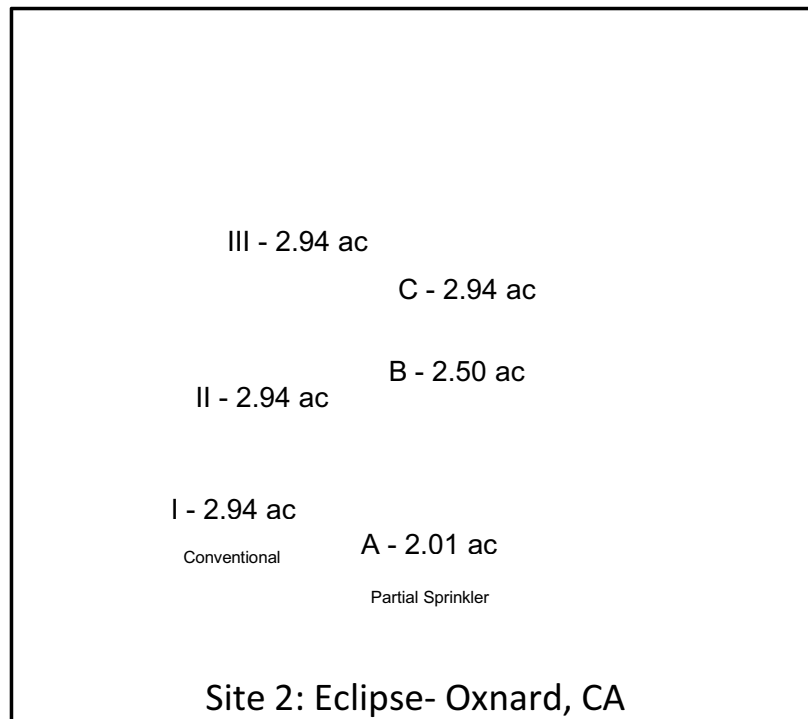 III - 2.94 ac
C - 2.94 ac
B - 2.50 ac
II - 2.94 ac
I - 2.94 ac
A - 2.01 ac
Conventional
Partial Sprinkler
Site 2: Eclipse- Oxnard, CA